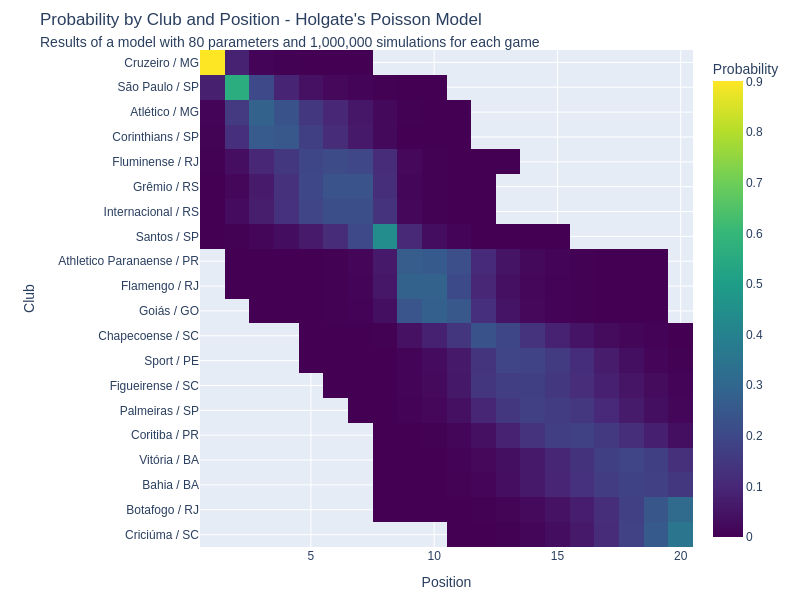 Probability by Club and Position - Holgate's Poisson Model
Results of a model with 80 parameters and 1,000,000 simulations for each game
Probability
Club
Cruzeiro / MG
São Paulo / SP
Atlético / MG
Corinthians / SP
Fluminense / RJ
Grêmio / RS
Internacional / RS
Santos / SP
Athletico Paranaense / PR
Flamengo / RJ
Goiás / GO
Chapecoense / SC
Sport / PE
Figueirense / SC
Palmeiras / SP
Coritiba / PR
Vitória / BA
Bahia / BA
Botafogo / RJ
Criciúma / SC
0.9
0.8
0.7
0.6
0.5
0.4
0.3
0.2
0.1
0
5 10 15 20
Position